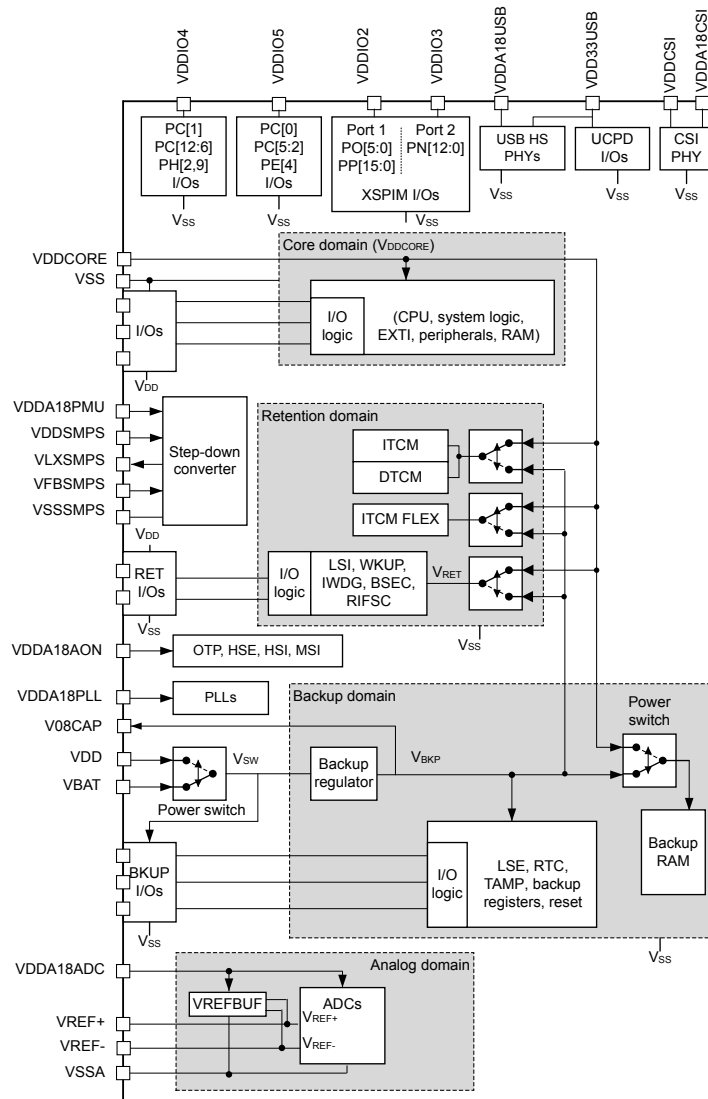 VDDIO4
VDDIO5
VDDIO2
VDDIO3
VDDA18USB
VDD33USB
VDDCSI
VDDA18CSI
PC[1]
PC[12:6]
PH[2,9]
I/Os
VSS
PC[0]
PC[5:2]
PE[4]
I/Os
VSS
Port 1
PO[5:0]
PP[15:0]
Port 2
PN[12:0]
XSPIM I/Os
VSS
USB HS
PHYs
VSS
UCPD
I/Os
VSS
CSI
PHY
VSS
Core domain (VDDCORE)
VDDCORE
VSS
I/Os
VDD
I/O
logic
(CPU, system logic,
EXTI, peripherals, RAM)
VDDA18PMU
VDDSMPS
VLXSMPS
VFBSMPS
VSSSMPS
Step-down
converter
Retention domain
ITCM
DTCM
ITCM FLEX
VDD
RET
I/Os
VSS
I/O
logic
LSI, WKUP,
IWDG, BSEC,
RIFSC
VRET
VSS
VDDA18AON
OTP, HSE, HSI, MSI
VDDA18PLL
PLLs
V08CAP
Backup domain
Power
switch
VDD
VBAT
VSW
Power switch
Backup
regulator
VBKP
Backup
RAM
BKUP
I/Os
VSS
I/O
logic
LSE, RTC,
TAMP, backup
registers, reset
VSS
VDDA18ADC
Analog domain
VREFBUF
ADCs
VREF+
VREF+
VREF-
VREF-
VSSA